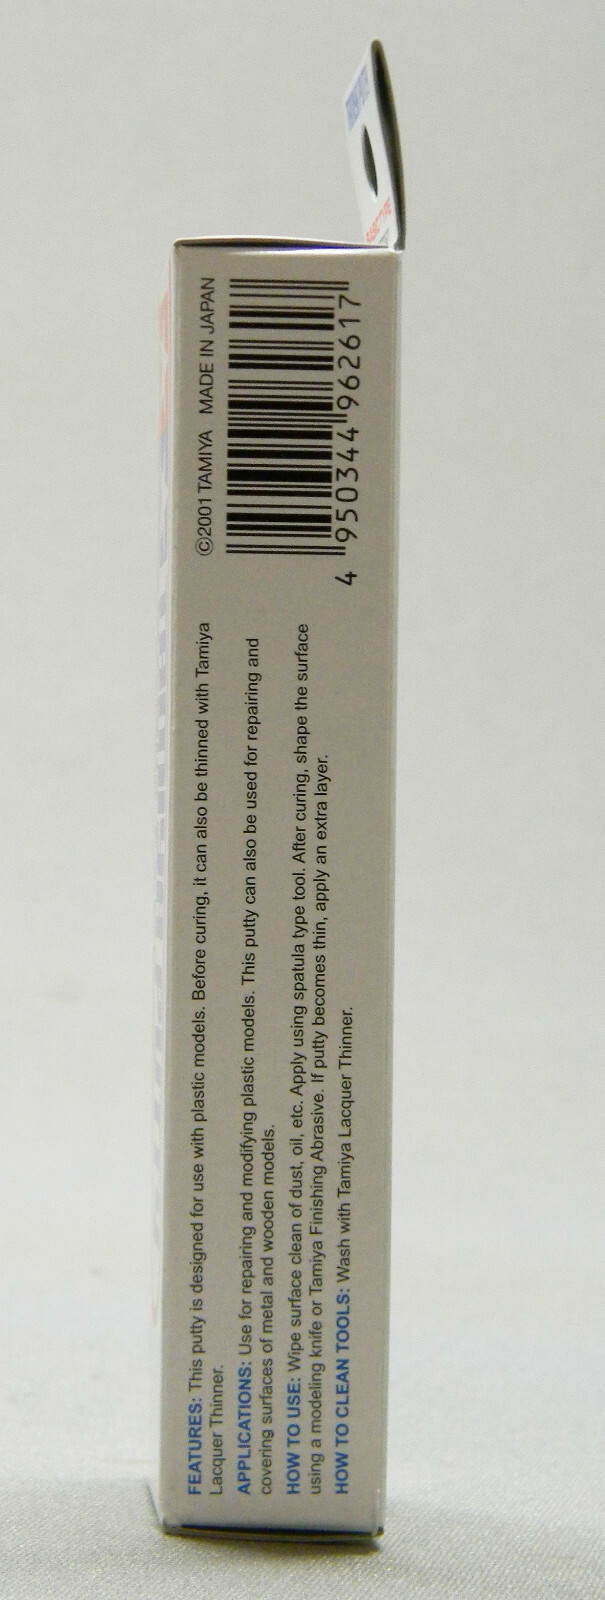 FEATURES: This putty is designed for use with plastic models. Before curing, it can also be thinned with Tamiya
Lacquer Thinner.
APPLICATIONS: Use for repairing and modifying plastic models. This putty can also be used for repairing and
covering surfaces of metal and wooden models.
HOW TO USE: Wipe surface clean of dust, oil, etc. Apply using spatula type tool. After curing, shape the surface
using a modeling knife or Tamiya Finishing Abrasive. If putty becomes thin, apply an extra layer.
HOW TO CLEAN TOOLS: Wash with Tamiya Lacquer Thinner.
©2001 TAMIYA MADE IN JAPAN
4 950344 962617